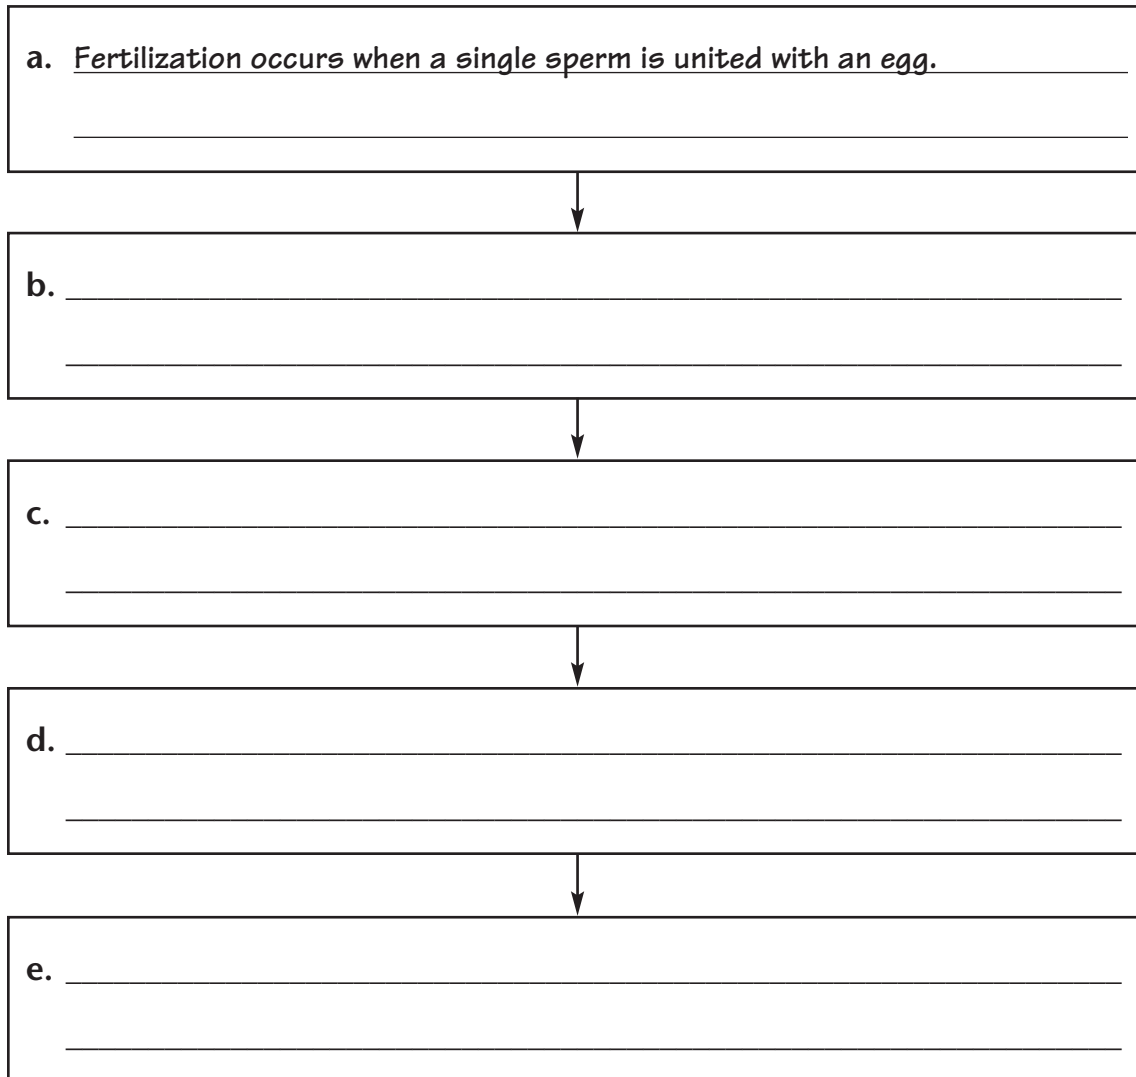 a. Fertilization occurs when a single sperm is united with an egg.
b.
c.
d.
e.